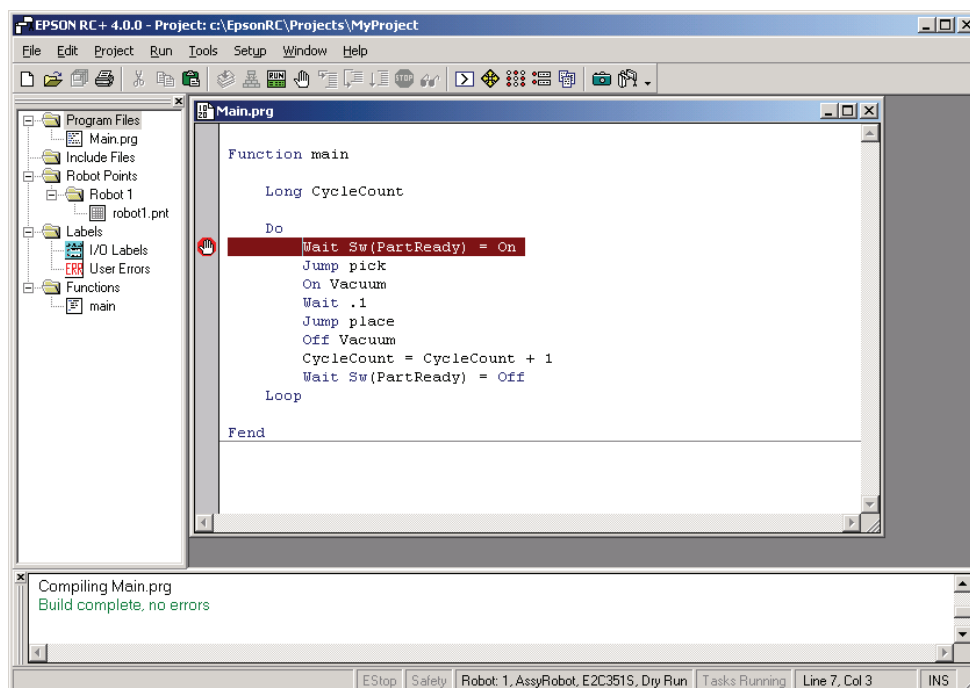 EPSON RC+ 4.0.0 - Project: c:\EpsonRC\Projects\MyProject
File Edit Project Run Tools Setup Window Help
RUN STOP
Program Files
Main.prg
Include Files
Robot Points
Robot 1
robot1.pnt
Labels
I/O Labels
ERR User Errors
Functions
main
Main.prg
Function main
Long CycleCount
Do
Wait Sw(PartReady) = On
Jump pick
On Vacuum
Wait .1
Jump place
Off Vacuum
CycleCount = CycleCount + 1
Wait Sw(PartReady) = Off
Loop
Fend
Compiling Main.prg
Build complete, no errors
EStop Safety Robot: 1, AssyRobot, E2C351S, Dry Run Tasks Running Line 7, Col 3 INS